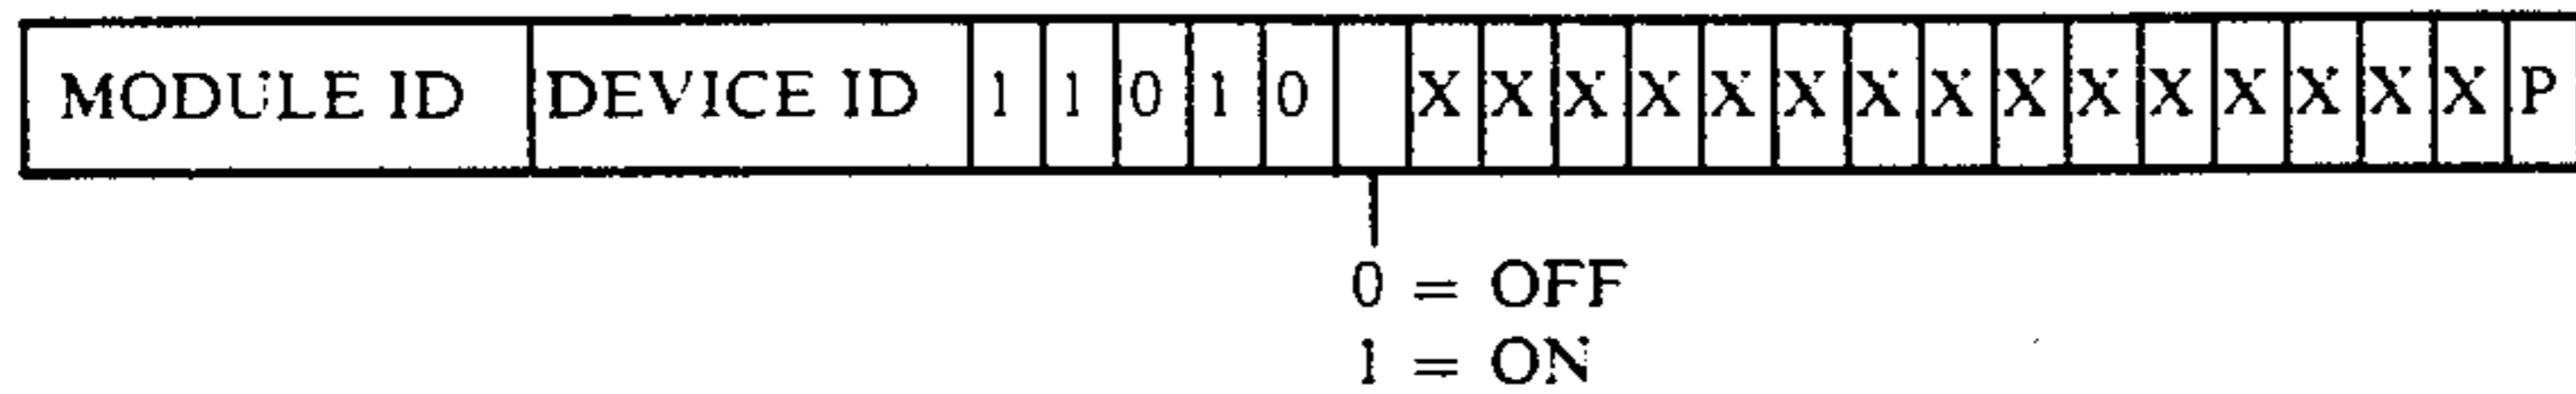 MODULE ID DEVICE ID 1 1 0 1 0 X X X X X X X X X X X X X X X P
0 = OFF
1 = ON